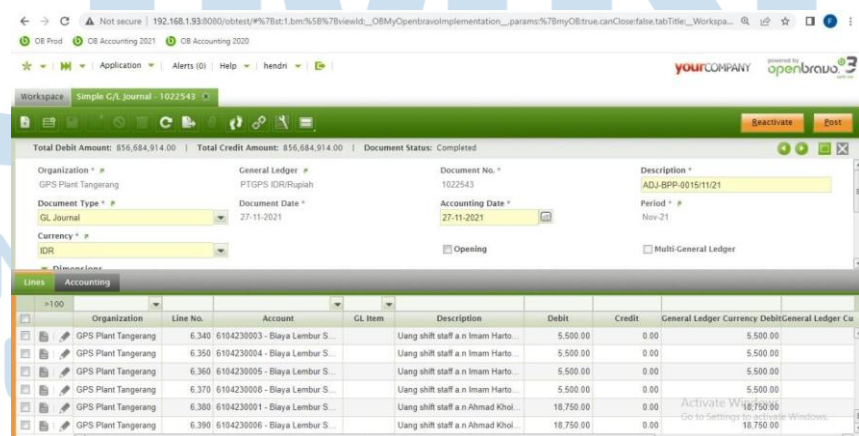 Not secure | 192.168.1.93:8080/obtest/#%7Bst:1.bm:%5B%7BviewId:__OBMyOpenbravoImplementation__.params:%7BmyOB:true.canClose:false.tabTitle:__Workspa...
OB Prod OB Accounting 2021 OB Accounting 2020
Application Alerts (0) | Help hendri yourCOMPANY powered by openbravo 3
Workspace Simple G/L Journal - 1022543
Reactivate Post
Total Debit Amount: 856,684,914.00 | Total Credit Amount: 856,684,914.00 | Document Status: Completed
Organization * General Ledger Document No. * Description *
GPS Plant Tangerang PTGPS IDR/Rupiah 1022543 ADJ-BPP-0015/11/21
Document Type * Document Date * Accounting Date * Period *
GL Journal 27-11-2021 27-11-2021 Nov-21
Currency *
IDR Opening Multi-General Ledger
Dimensions
Lines Accounting
>100
Organization Line No. Account GL Item Description Debit Credit General Ledger Currency Debit General Ledger Cu
GPS Plant Tangerang 6,340 6104230003 - Biaya Lembur S... Uang shift staff a.n Imam Harto... 5,500.00 0.00 5,500.00
GPS Plant Tangerang 6,350 6104230004 - Biaya Lembur S... Uang shift staff a.n Imam Harto... 5,500.00 0.00 5,500.00
GPS Plant Tangerang 6,360 6104230005 - Biaya Lembur S... Uang shift staff a.n Imam Harto... 5,500.00 0.00 5,500.00
GPS Plant Tangerang 6,370 6104230008 - Biaya Lembur S... Uang shift staff a.n Imam Harto... 5,500.00 0.00 5,500.00
GPS Plant Tangerang 6,380 6104230001 - Biaya Lembur S... Uang shift staff a.n Ahmad Khoi... 18,750.00 0.00 18,750.00
GPS Plant Tangerang 6,390 6104230006 - Biaya Lembur S... Uang shift staff a.n Ahmad Khoi... 18,750.00 0.00 18,750.00
Activate Windows
Go to Settings to activate Windows.